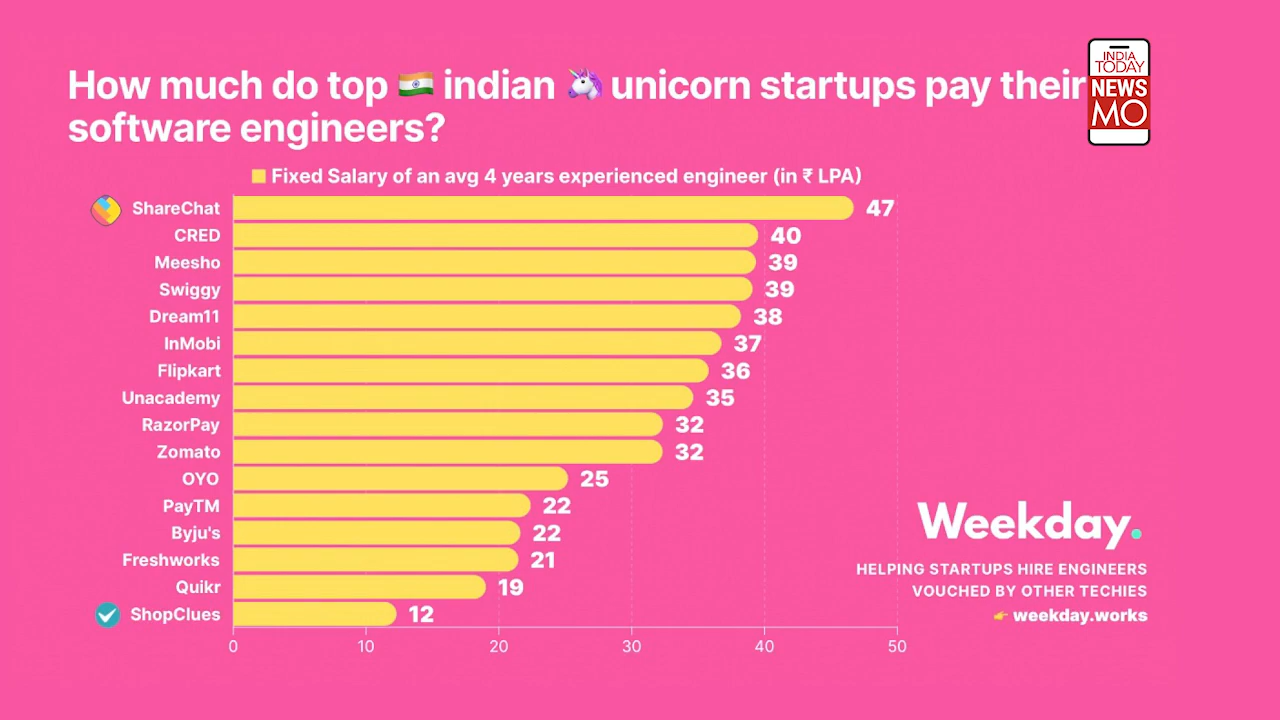 How much do top 🇮🇳 indian 🦄 unicorn startups pay their
software engineers?
INDIA
TODAY
NEWS
MO
Fixed Salary of an avg 4 years experienced engineer (in ₹ LPA)
ShareChat 47
CRED 40
Meesho 39
Swiggy 39
Dream11 38
InMobi 37
Flipkart 36
Unacademy 35
RazorPay 32
Zomato 32
OYO 25
PayTM 22
Byju's 22
Freshworks 21
Quikr 19
ShopClues 12
0 10 20 30 40 50
Weekday.
HELPING STARTUPS HIRE ENGINEERS
VOUCHED BY OTHER TECHIES
👉 weekday.works